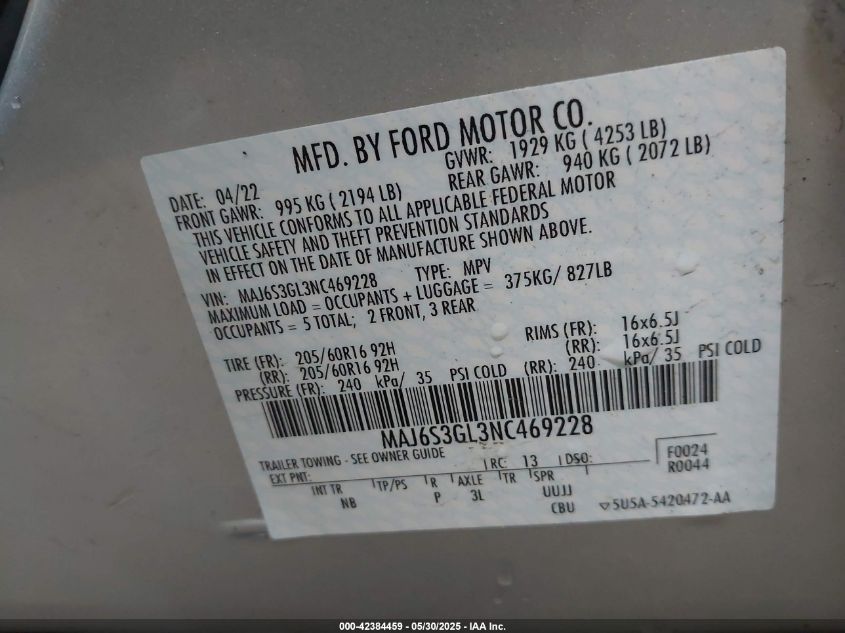 MFD. BY FORD MOTOR CO.
DATE: 04/22 GVWR: 1929 KG ( 4253 LB)
FRONT GAWR: 995 KG ( 2194 LB) REAR GAWR: 940 KG ( 2072 LB)
THIS VEHICLE CONFORMS TO ALL APPLICABLE FEDERAL MOTOR
VEHICLE SAFETY AND THEFT PREVENTION STANDARDS
IN EFFECT ON THE DATE OF MANUFACTURE SHOWN ABOVE.
VIN: MAJ6S3GL3NC469228 TYPE: MPV
MAXIMUM LOAD = OCCUPANTS + LUGGAGE = 375KG/ 827LB
OCCUPANTS = 5 TOTAL; 2 FRONT, 3 REAR
TIRE (FR): 205/60R16 92H RIMS (FR): 16x6.5J
(RR): 205/60R16 92H (RR): 16x6.5J
PRESSURE (FR): 240 kPa/ 35 PSI COLD (RR): 240 kPa/ 35 PSI COLD
MAJ6S3GL3NC469228
TRAILER TOWING - SEE OWNER GUIDE
EXT PNT: RC: 13 DSO: F0024
R0044
INT TR TP/PS R AXLE TR SPR
NB P 3L UUJJ
CBU 5U5A-5420472-AA
000-42384459 - 05/30/2025 - IAA Inc.